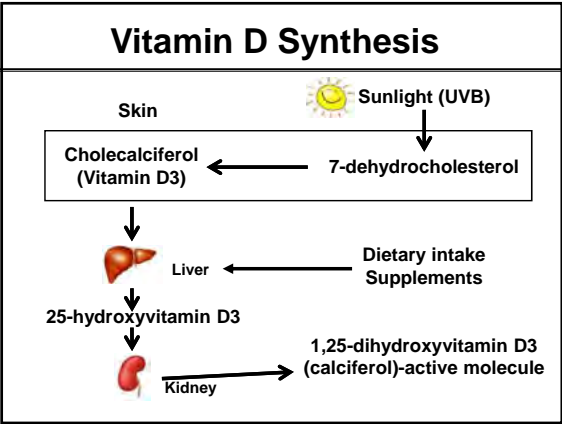 Vitamin D Synthesis
Skin
Sunlight (UVB)
Cholecalciferol
(Vitamin D3)
7-dehydrocholesterol
Liver
Dietary intake
Supplements
25-hydroxyvitamin D3
1,25-dihydroxyvitamin D3
(calciferol)-active molecule
Kidney